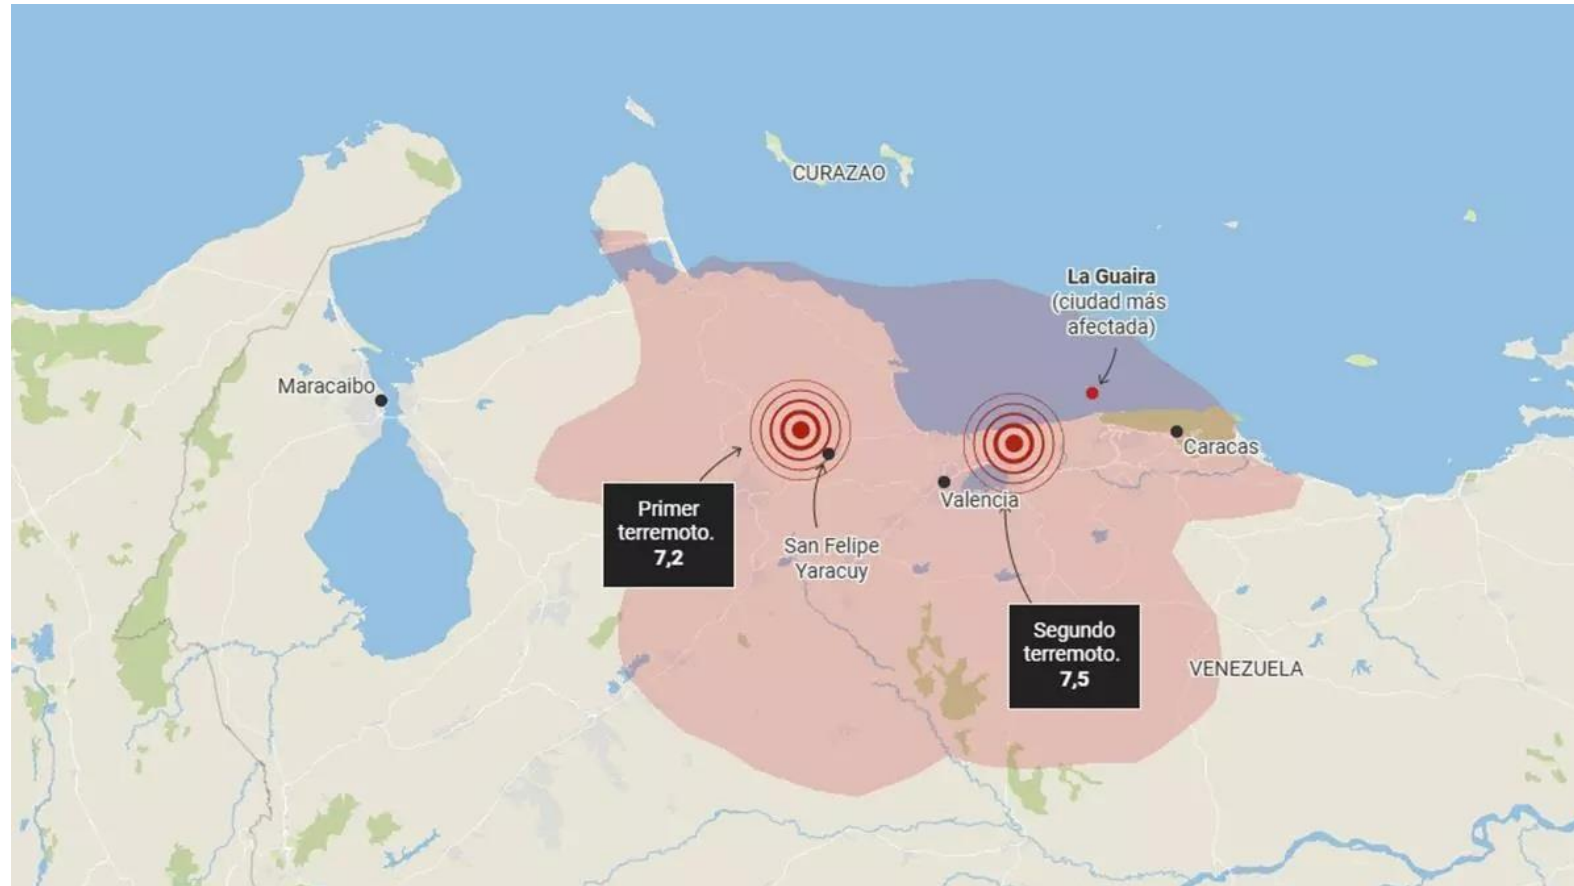 CURAZAO
La Guaira
(ciudad más
afectada)
Maracaibo
Caracas
Valencia
Primer
terremoto.
7,2
San Felipe
Yaracuy
Segundo
terremoto.
7,5
VENEZUELA